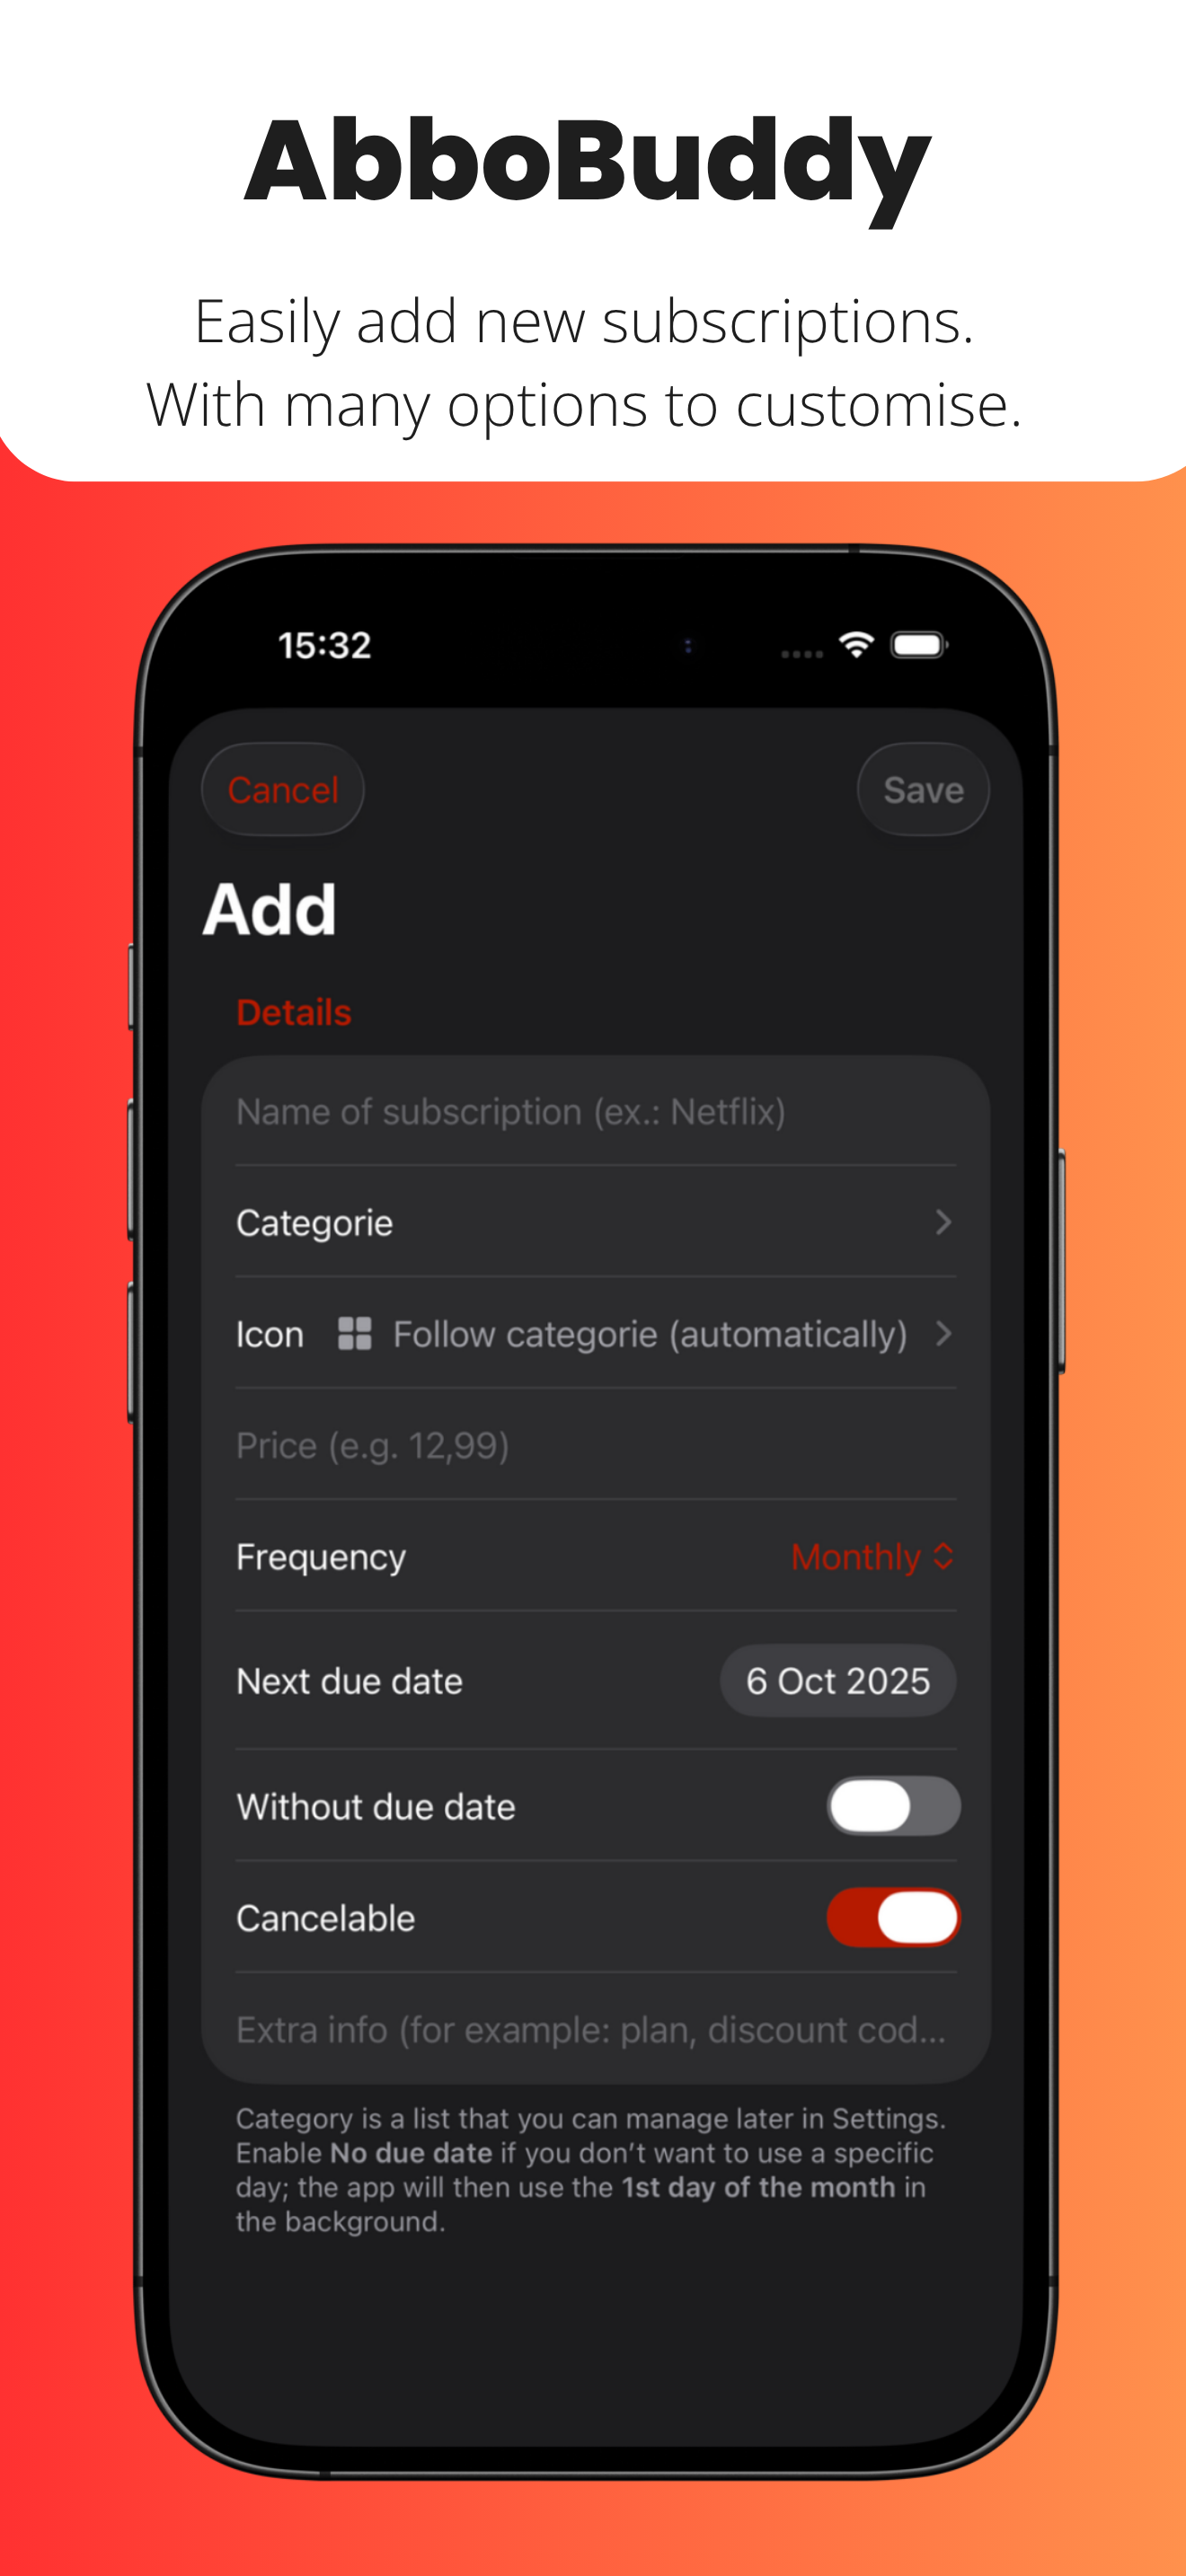 AbboBuddy
Easily add new subscriptions.
With many options to customise.
15:32
Cancel
Save
Add
Details
Name of subscription (ex.: Netflix)
Categorie
Icon Follow categorie (automatically)
Price (e.g. 12,99)
Frequency Monthly
Next due date 6 Oct 2025
Without due date
Cancelable
Extra info (for example: plan, discount cod...
Category is a list that you can manage later in Settings.
Enable No due date if you don’t want to use a specific
day; the app will then use the 1st day of the month in
the background.